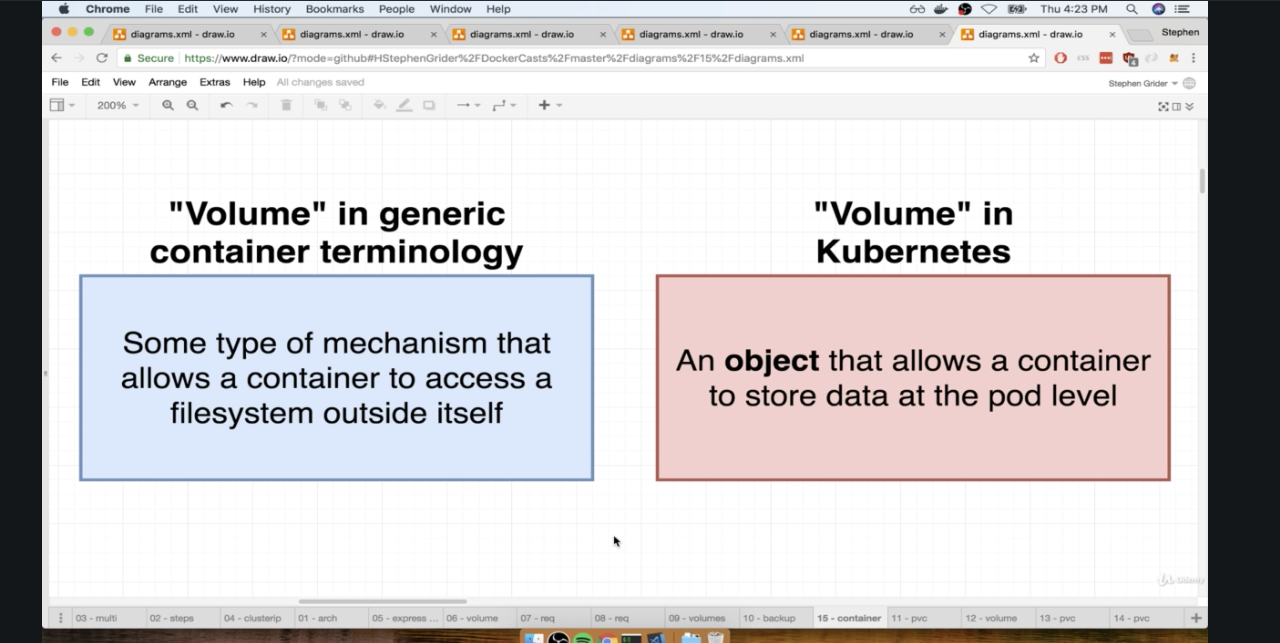 Chrome File Edit View History Bookmarks People Window Help Thu 4:23 PM
diagrams.xml - draw.io diagrams.xml - draw.io diagrams.xml - draw.io diagrams.xml - draw.io diagrams.xml - draw.io diagrams.xml - draw.io Stephen
Secure https://www.draw.io/?mode=github#HStephenGrider%2FDockerCasts%2Fmaster%2Fdiagrams%2F15%2Fdiagrams.xml
File Edit View Arrange Extras Help All changes saved Stephen Grider
200%
"Volume" in generic
container terminology
Some type of mechanism that
allows a container to access a
filesystem outside itself
"Volume" in
Kubernetes
An object that allows a container
to store data at the pod level
Udemy
03 - multi 02 - steps 04 - clusterip 01 - arch 05 - express ... 06 - volume 07 - req 08 - req 09 - volumes 10 - backup 15 - container 11 - pvc 12 - volume 13 - pvc 14 - pvc